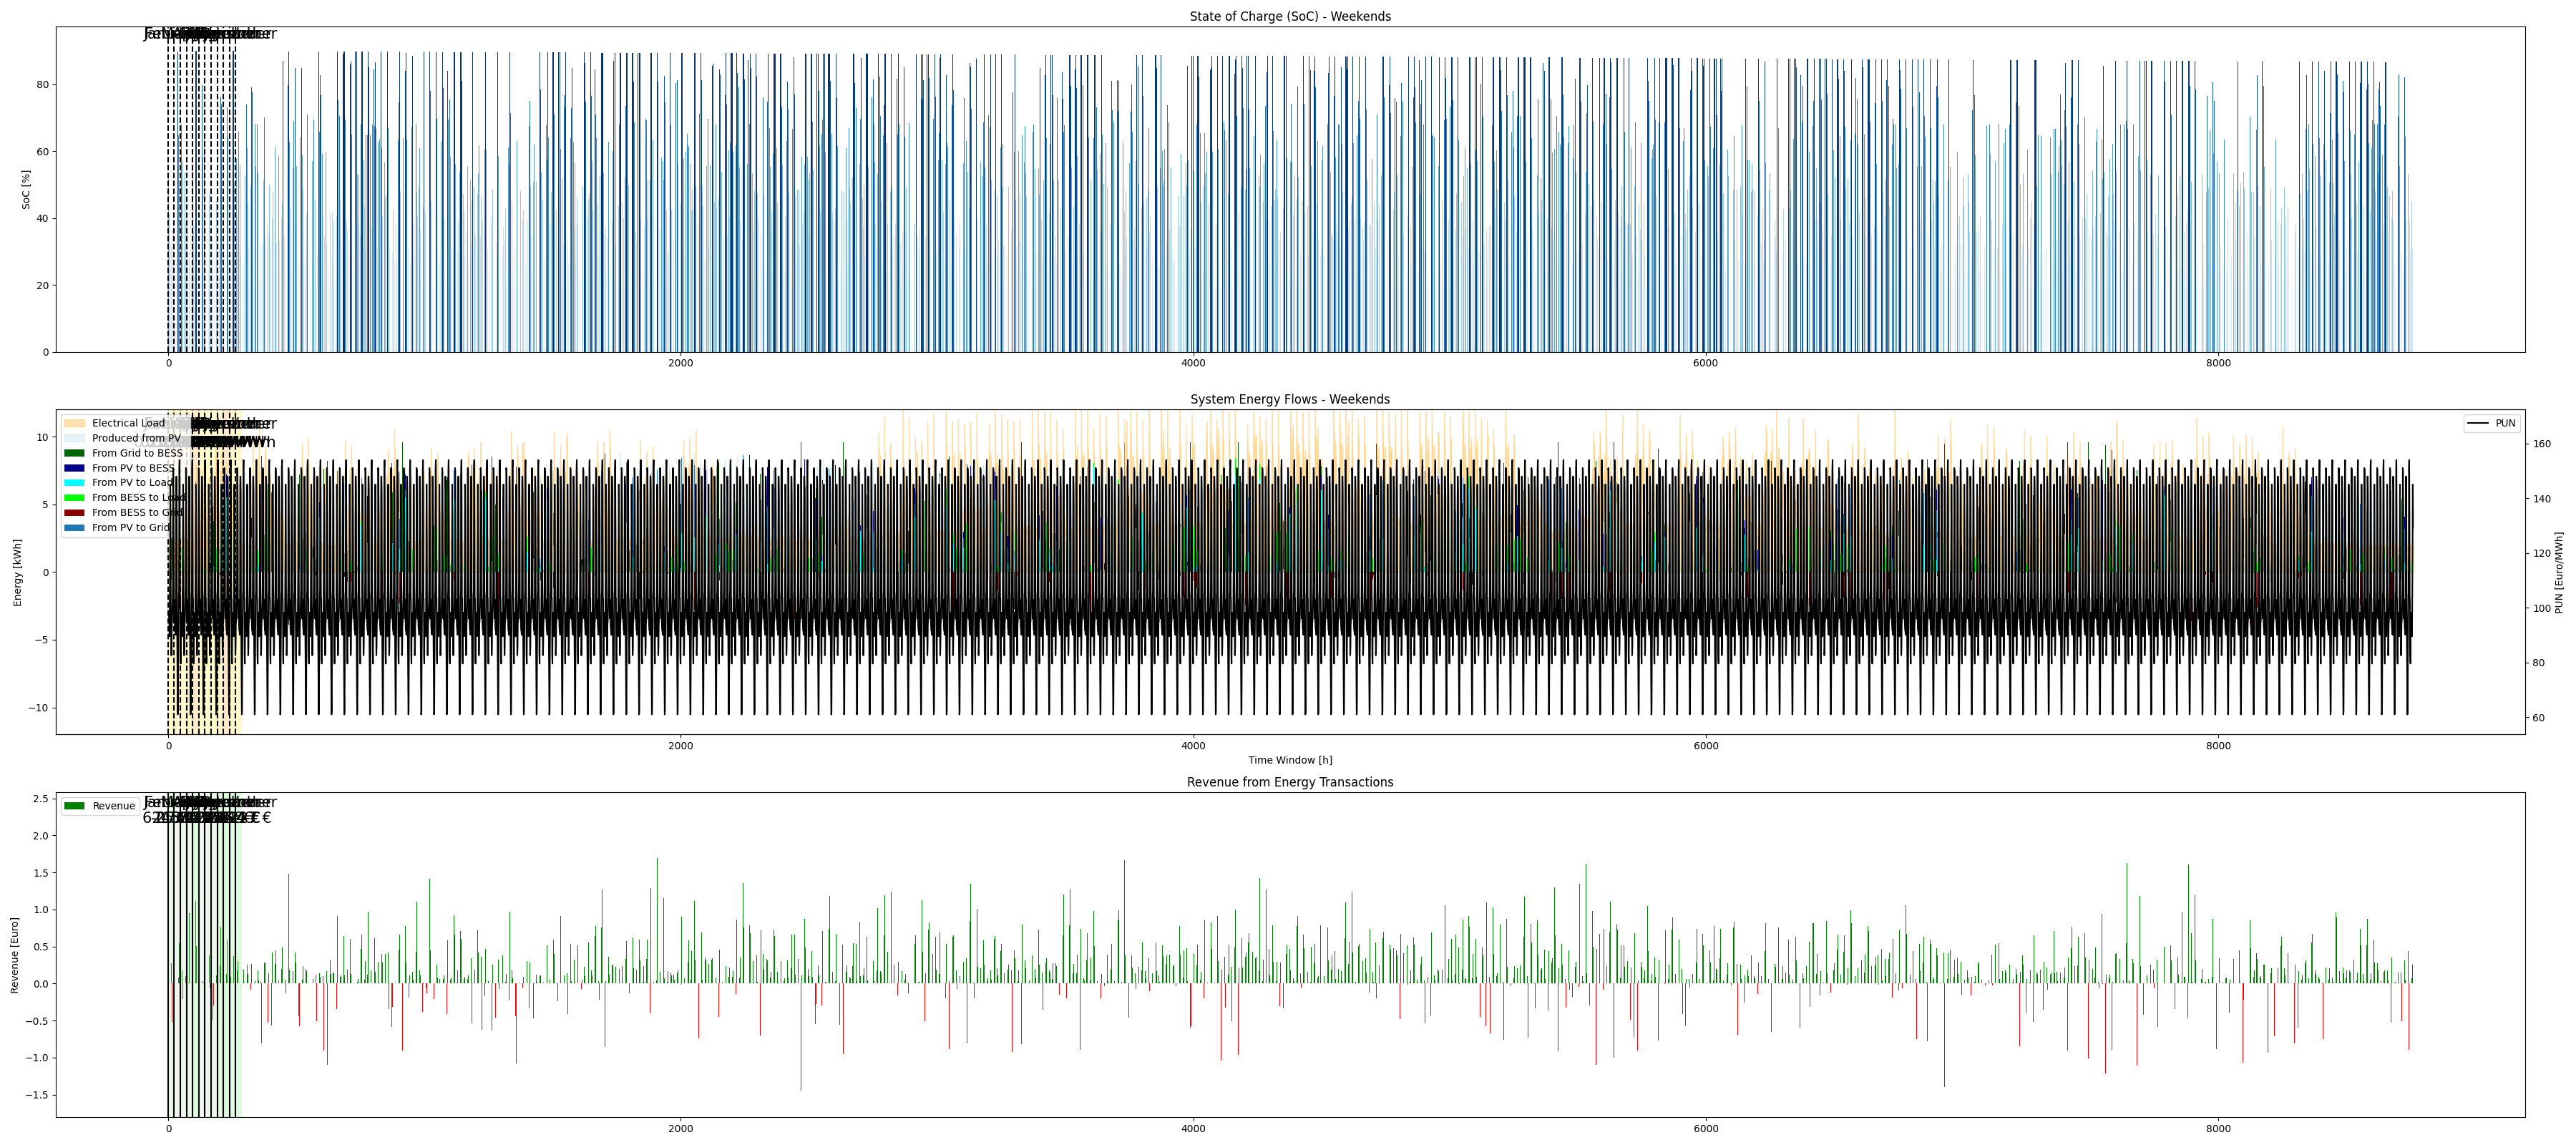 State of Charge (SoC) - Weekends
SoC [%]
80
60
40
20
0
0 2000 4000 6000 8000
System Energy Flows - Weekends
Electrical Load
Produced from PV
From Grid to BESS
From PV to BESS
From PV to Load
From BESS to Load
From BESS to Grid
From PV to Grid
PUN
Energy [kWh]
10
5
0
−5
−10
PUN [Euro/MWh]
160
140
120
100
80
60
0 2000 4000 6000 8000
Time Window [h]
Revenue from Energy Transactions
Revenue
Revenue [Euro]
2.5
2.0
1.5
1.0
0.5
0.0
−0.5
−1.0
−1.5
0 2000 4000 6000 8000